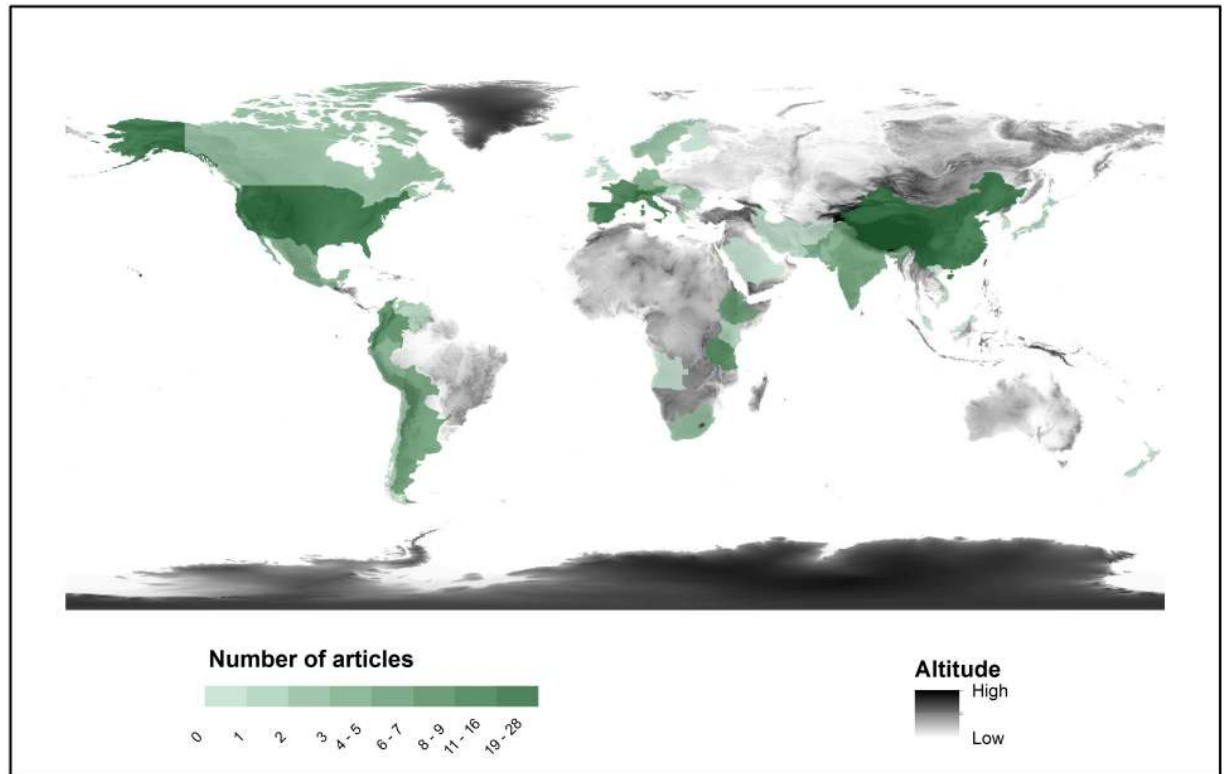 Number of articles
0
1
2
3
4 - 5
6 - 7
8 - 9
11 - 16
19 - 28
Altitude
High
Low